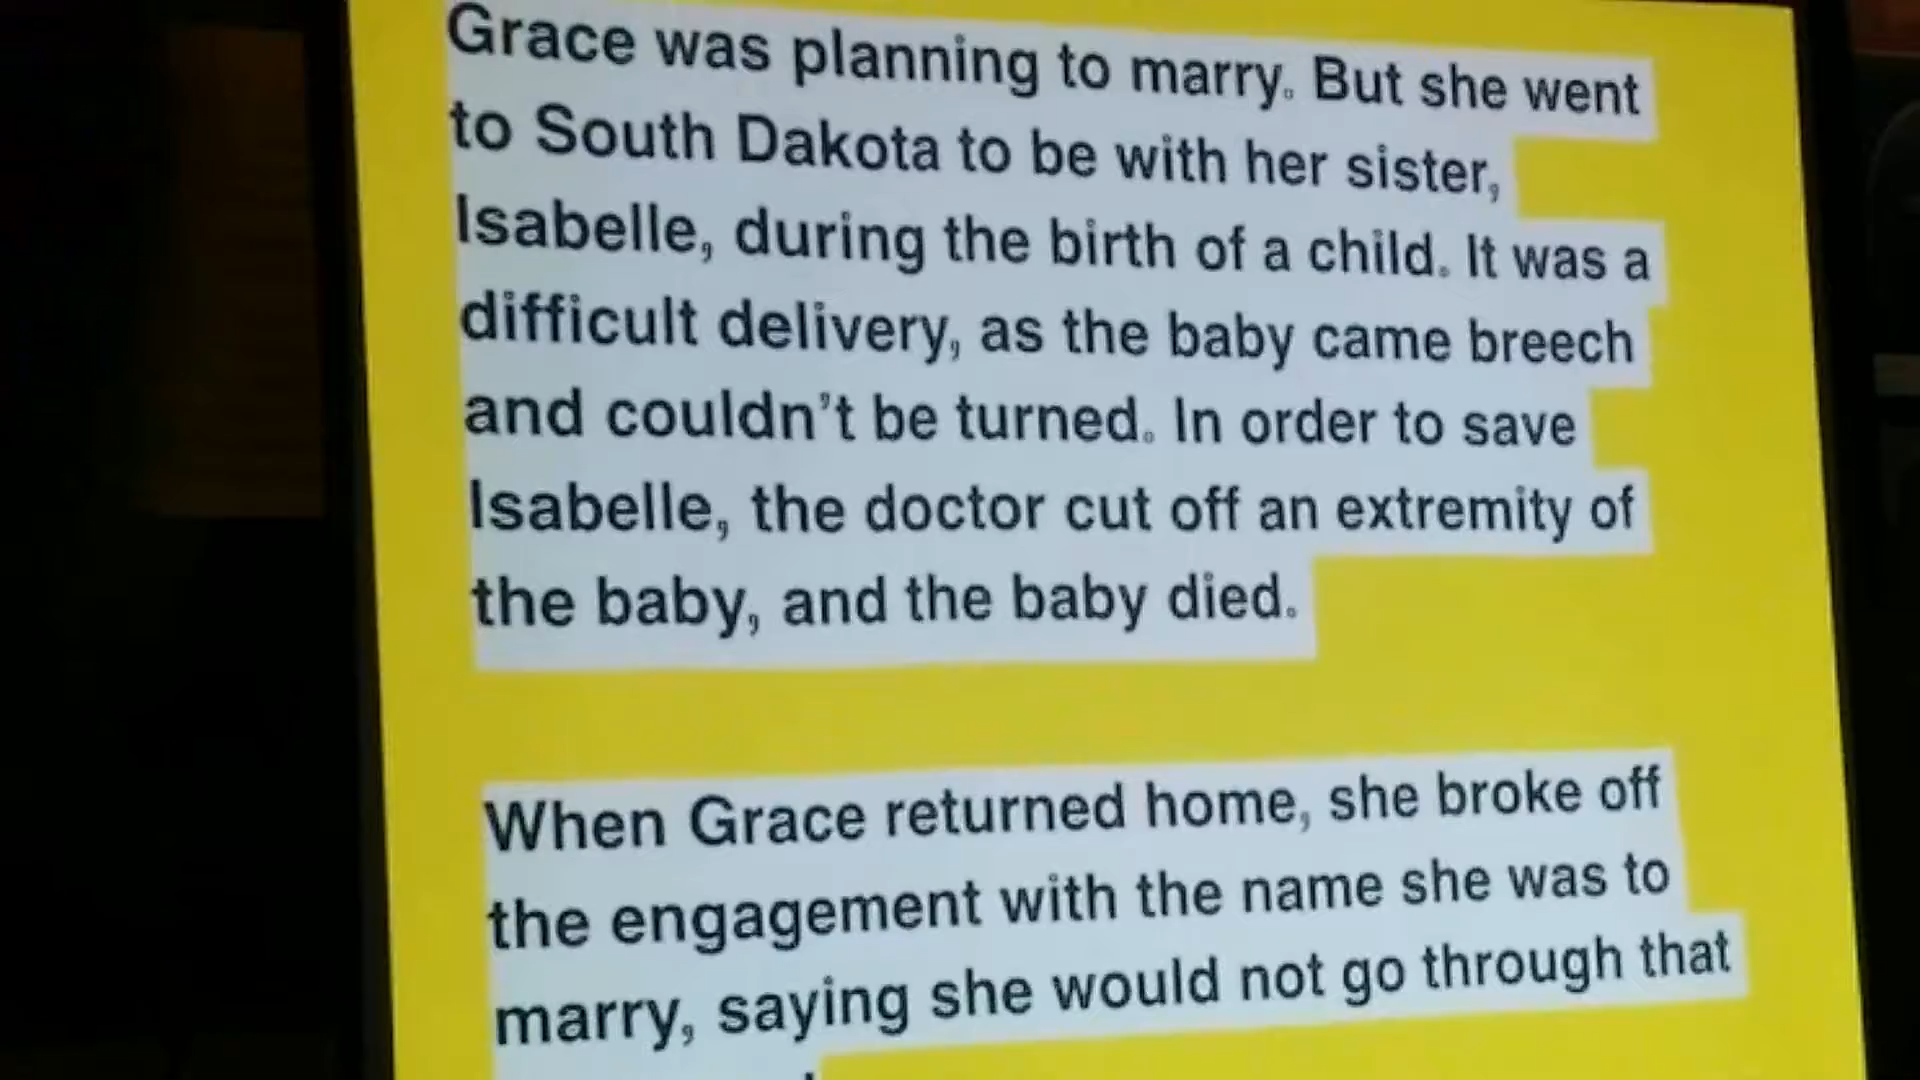 Grace was planning to marry. But she went
to South Dakota to be with her sister,
Isabelle, during the birth of a child. It was a
difficult delivery, as the baby came breech
and couldn't be turned. In order to save
Isabelle, the doctor cut off an extremity of
the baby, and the baby died.
When Grace returned home, she broke off
the engagement with the name she was to
marry, saying she would not go through that